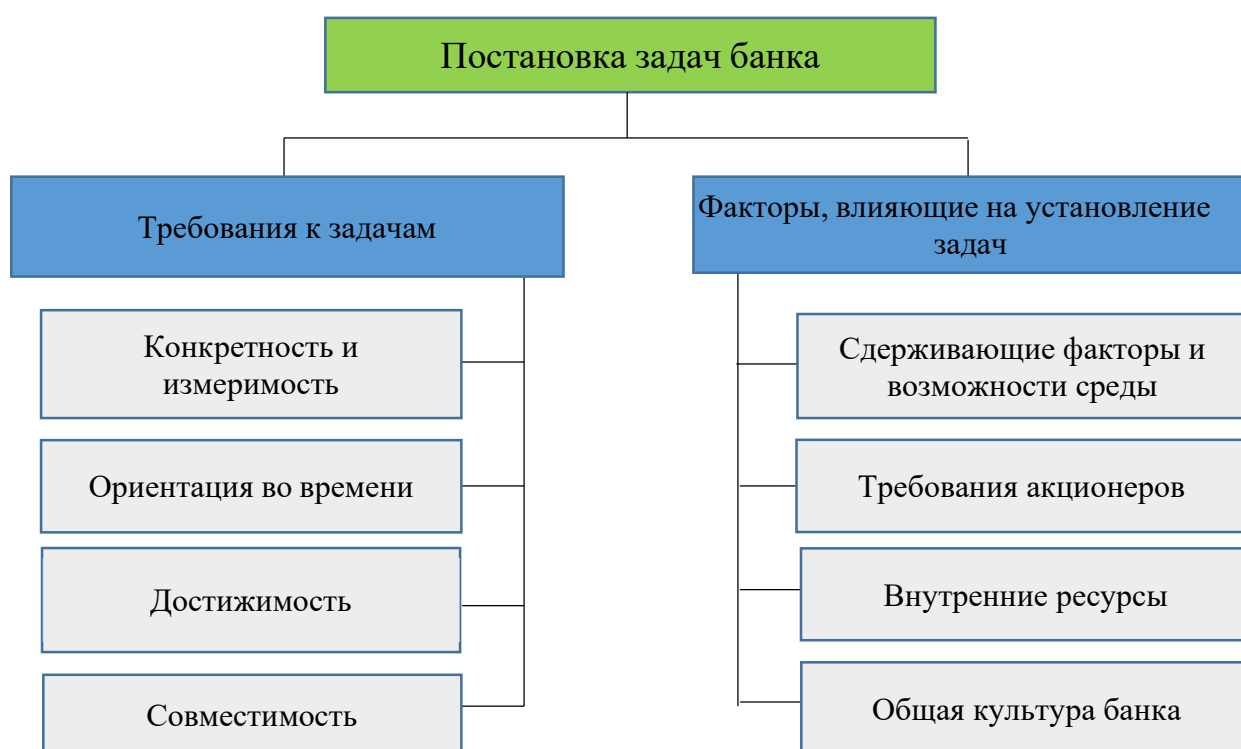 Постановка задач банка
Требования к задачам
Конкретность и
измеримость
Ориентация во времени
Достижимость
Совместимость
Факторы, влияющие на установление
задач
Сдерживающие факторы и
возможности среды
Требования акционеров
Внутренние ресурсы
Общая культура банка